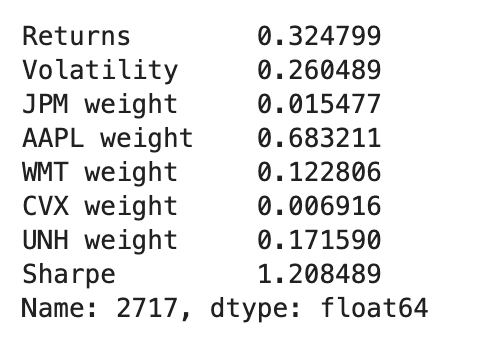 Returns 0.324799
Volatility 0.260489
JPM weight 0.015477
AAPL weight 0.683211
WMT weight 0.122806
CVX weight 0.006916
UNH weight 0.171590
Sharpe 1.208489
Name: 2717, dtype: float64